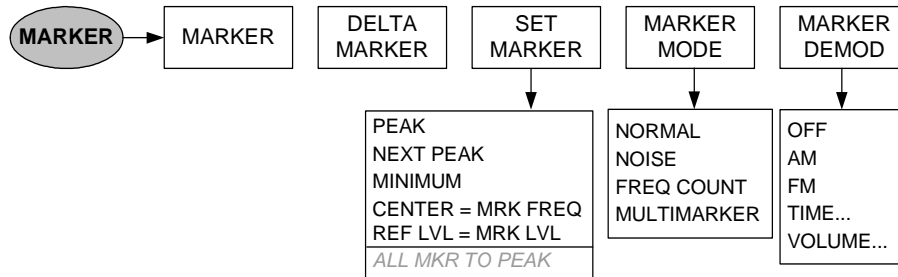 MARKER
MARKER
DELTA
MARKER
SET
MARKER
MARKER
MODE
MARKER
DEMOD
PEAK
NEXT PEAK
MINIMUM
CENTER = MRK FREQ
REF LVL = MRK LVL
ALL MKR TO PEAK
NORMAL
NOISE
FREQ COUNT
MULTIMARKER
OFF
AM
FM
TIME...
VOLUME...